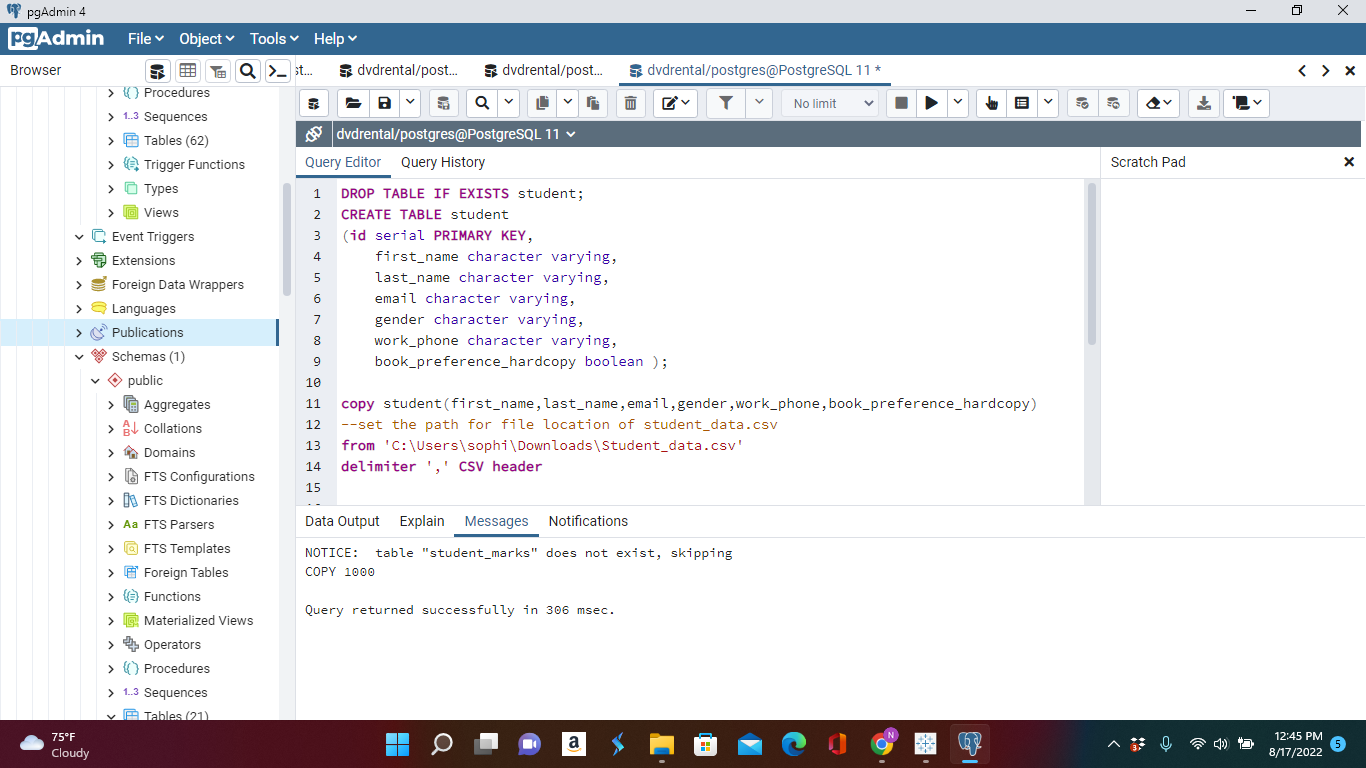 pgAdmin 4
pgAdmin File Object Tools Help
Browser
st... dvdrental/post... dvdrental/post... dvdrental/postgres@PostgreSQL 11 *
No limit
dvdrental/postgres@PostgreSQL 11
Query Editor Query History
Scratch Pad
Procedures
1..3 Sequences
Tables (62)
Trigger Functions
Types
Views
Event Triggers
Extensions
Foreign Data Wrappers
Languages
Publications
Schemas (1)
public
Aggregates
Collations
Domains
FTS Configurations
FTS Dictionaries
Aa FTS Parsers
FTS Templates
Foreign Tables
Functions
Materialized Views
Operators
Procedures
1..3 Sequences
Tables (21)
1 DROP TABLE IF EXISTS student;
2 CREATE TABLE student
3 (id serial PRIMARY KEY,
4 first_name character varying,
5 last_name character varying,
6 email character varying,
7 gender character varying,
8 work_phone character varying,
9 book_preference_hardcopy boolean );
10
11 copy student(first_name,last_name,email,gender,work_phone,book_preference_hardcopy)
12 --set the path for file location of student_data.csv
13 from 'C:\Users\sophi\Downloads\Student_data.csv'
14 delimiter ',' CSV header
15
Data Output Explain Messages Notifications
NOTICE: table "student_marks" does not exist, skipping
COPY 1000
Query returned successfully in 306 msec.
75°F
Cloudy
a
N
12:45 PM
8/17/2022
5